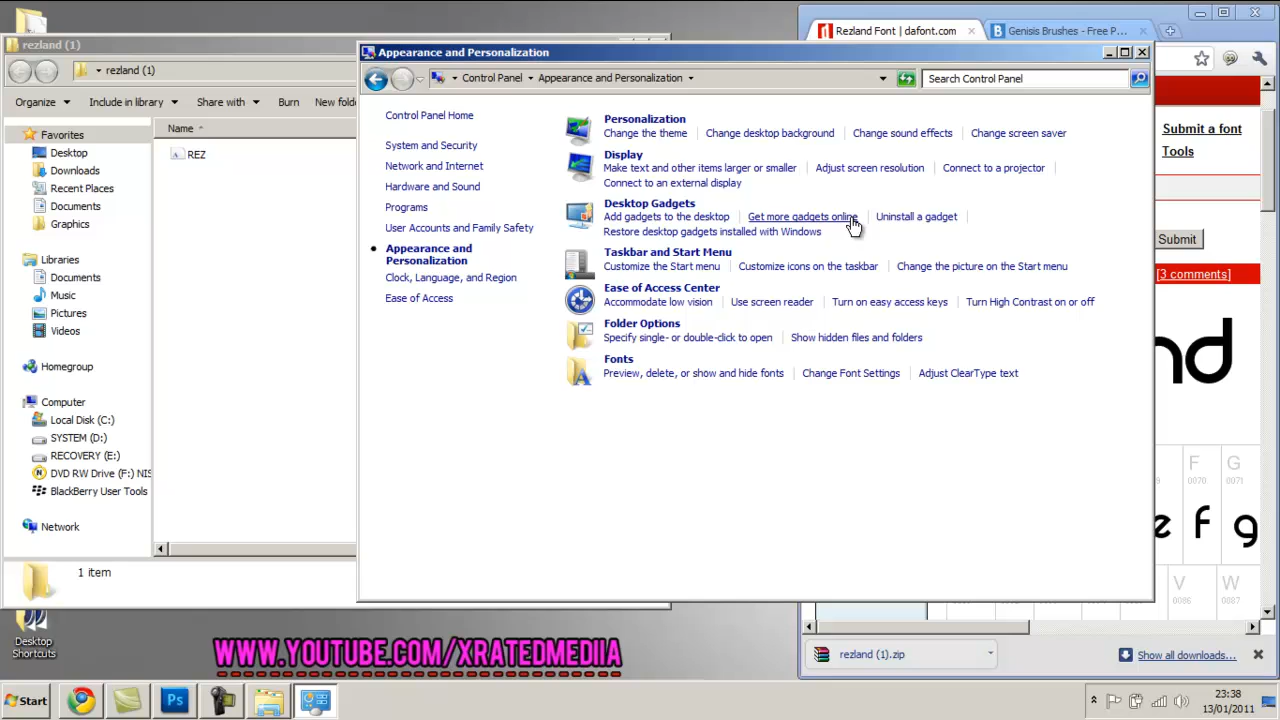 rezland (1)
rezland (1)
Organize Include in library Share with Burn New fold
Favorites
Desktop
Downloads
Recent Places
Documents
Graphics
Libraries
Documents
Music
Pictures
Videos
Homegroup
Computer
Local Disk (C:)
SYSTEM (D:)
RECOVERY (E:)
DVD RW Drive (F:) NIS
BlackBerry User Tools
Network
Name
REZ
1 item
Appearance and Personalization
Control Panel Appearance and Personalization
Search Control Panel
Control Panel Home
System and Security
Network and Internet
Hardware and Sound
Programs
User Accounts and Family Safety
Appearance and
Personalization
Clock, Language, and Region
Ease of Access
Personalization
Change the theme Change desktop background Change sound effects Change screen saver
Display
Make text and other items larger or smaller Adjust screen resolution Connect to a projector
Connect to an external display
Desktop Gadgets
Add gadgets to the desktop Get more gadgets online Uninstall a gadget
Restore desktop gadgets installed with Windows
Taskbar and Start Menu
Customize the Start menu Customize icons on the taskbar Change the picture on the Start menu
Ease of Access Center
Accommodate low vision Use screen reader Turn on easy access keys Turn High Contrast on or off
Folder Options
Specify single- or double-click to open Show hidden files and folders
Fonts
Preview, delete, or show and hide fonts Change Font Settings Adjust ClearType text
Rezland Font | dafont.com
Genisis Brushes - Free P...
Submit a font
Tools
Submit
[3 comments]
nd
F G
0070 0071
e f g
V W
0086 0087
rezland (1).zip
Show all downloads...
Desktop
Shortcuts
WWW.YOUTUBE.COM/XRATEDMEDIIA
Start
Ps
23:38
13/01/2011